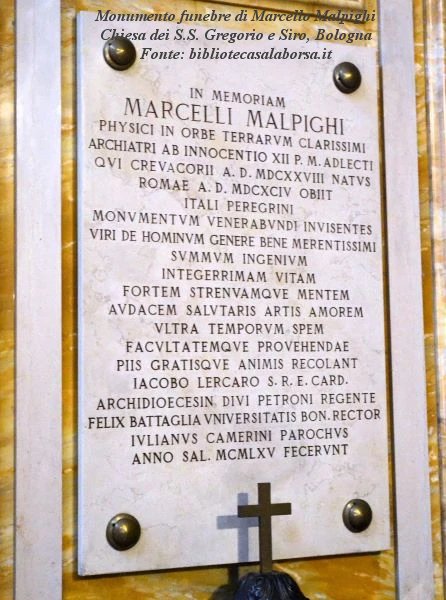 Monumento funebre di Marcello Malpighi
Chiesa dei S.S. Gregorio e Siro, Bologna
Fonte: bibliotecasalaborsa.it
IN MEMORIAM
MARCELLI MALPIGHI
PHYSICI IN ORBE TERRARVM CLARISSIMI
ARCHIATRI AB INNOCENTIO XII P. M. ADLECTI
QVI CREVACORII A. D. MDCXXVIII NATVS
ROMAE A. D. MDCXCIV OBIIT
ITALI PEREGRINI
MONVMENTVM VENERABVNDI INVISENTES
VIRI DE HOMINVM GENERE BENE MERENTISSIMI
SVMMVM INGENIVM
INTEGERRIMAM VITAM
FORTEM STRENVAMQVE MENTEM
AVDACEM SALVTARIS ARTIS AMOREM
VLTRA TEMPORVM SPEM
FACVLTATEMQVE PROVEHENDAE
PIIS GRATISQVE ANIMIS RECOLANT
IACOBO LERCARO S. R. E. CARD.
ARCHIDIOECESIN DIVI PETRONI REGENTE
FELIX BATTAGLIA VNIVERSITATIS BON. RECTOR
IVLIANVS CAMERINI PAROCHVS
ANNO SAL. MCMLXV FECERVNT